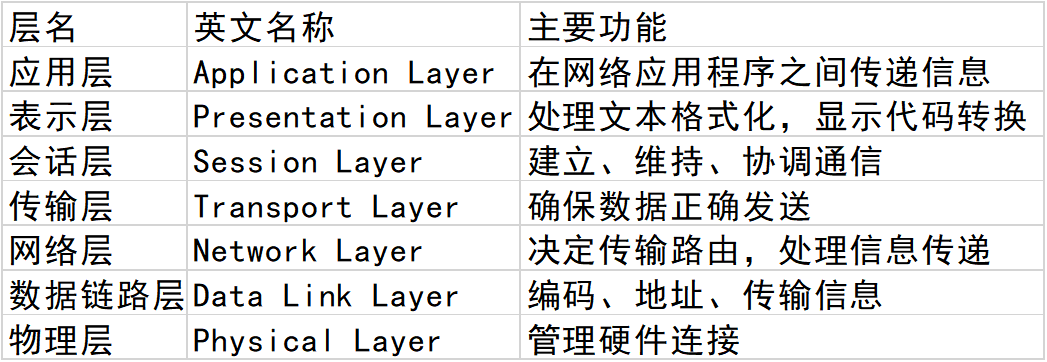 层名 英文名称 主要功能
应用层 Application Layer 在网络应用程序之间传递信息
表示层 Presentation Layer 处理文本格式化，显示代码转换
会话层 Session Layer 建立、维持、协调通信
传输层 Transport Layer 确保数据正确发送
网络层 Network Layer 决定传输路由，处理信息传递
数据链路层 Data Link Layer 编码、地址、传输信息
物理层 Physical Layer 管理硬件连接